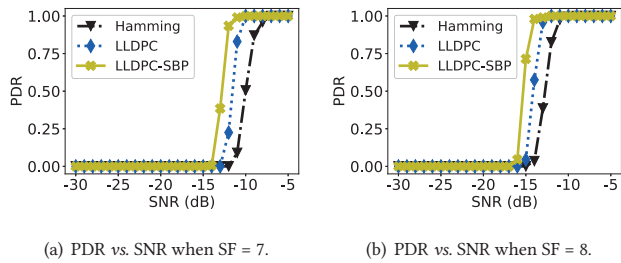 1.00
0.75
0.50
0.25
0.00
PDR
Hamming
LLDPC
LLDPC-SBP
-30 -25 -20 -15 -10 -5
SNR (dB)
(a) PDR vs. SNR when SF = 7.
1.00
0.75
0.50
0.25
0.00
PDR
Hamming
LLDPC
LLDPC-SBP
-30 -25 -20 -15 -10 -5
SNR (dB)
(b) PDR vs. SNR when SF = 8.